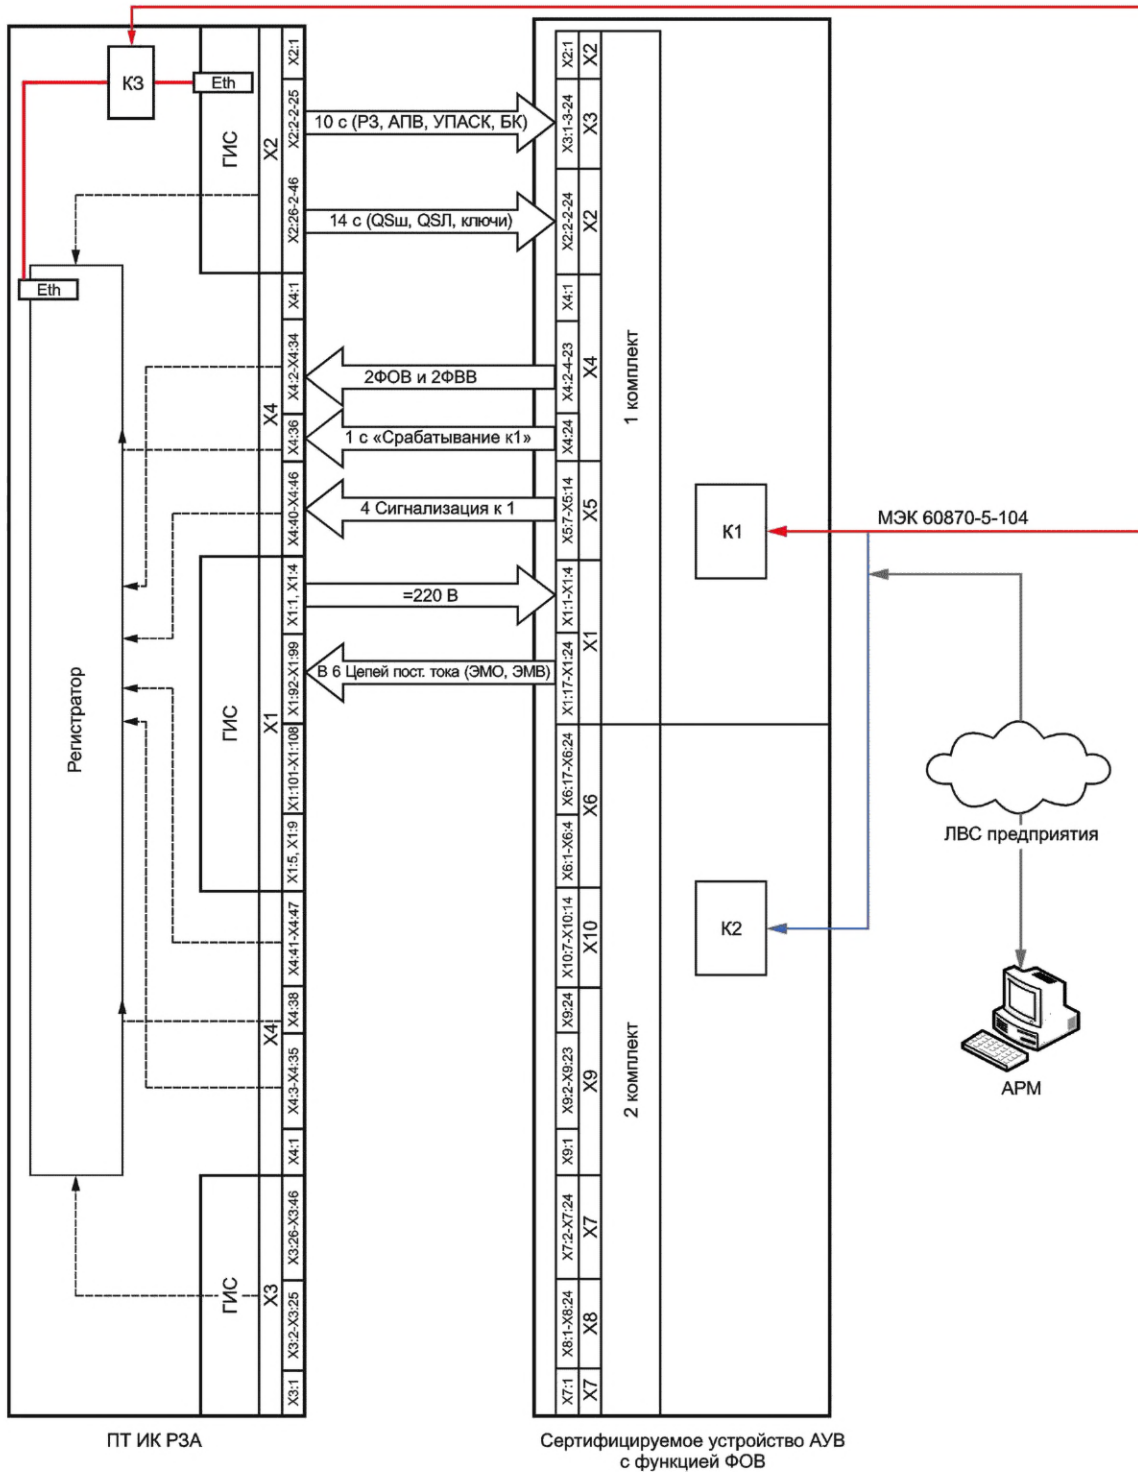 К3
Eth
ГИС
X2
X2:1
X2:2-2-25
X2:26-2-46
Eth
Регистратор
X4
X4:1
X4:2-X4:34
X4:36
X4:40-X4:46
ГИС
X1
X1:1, X1:4
X1:92-X1:99
X1:101-X1:108
X1:5, X1:9
X4
X4:41-X4:47
X4:38
X4:3-X4:35
X4:1
ГИС
X3
X3:26-X3:46
X3:2-X3:25
X3:1
ПТ ИК РЗА
10 с (РЗ, АПВ, УПАСК, БК)
14 с (QSш, QSЛ, ключи)
2ФОВ и 2ФВВ
1 с «Срабатывание к1»
4 Сигнализация к 1
=220 В
В 6 Цепей пост. тока (ЭМО, ЭМВ)
X2:1
X2
X3:1-3-24
X3
X2:2-2-24
X2
X4:1
X4:2-4-23
X4
X4:24
X5:7-X5:14
X5
X1:1-X1:4
X1
X1:17-X1:24
1 комплект
К1
X6:17-X6:24
X6
X6:1-X6:4
X10:7-X10:14
X10
X9:24
X9:2-X9:23
X9
X9:1
X7:2-X7:24
X7
X8:1-X8:24
X8
X7:1
X7
2 комплект
К2
Сертифицируемое устройство АУВ
с функцией ФОВ
МЭК 60870-5-104
ЛВС предприятия
АРМ